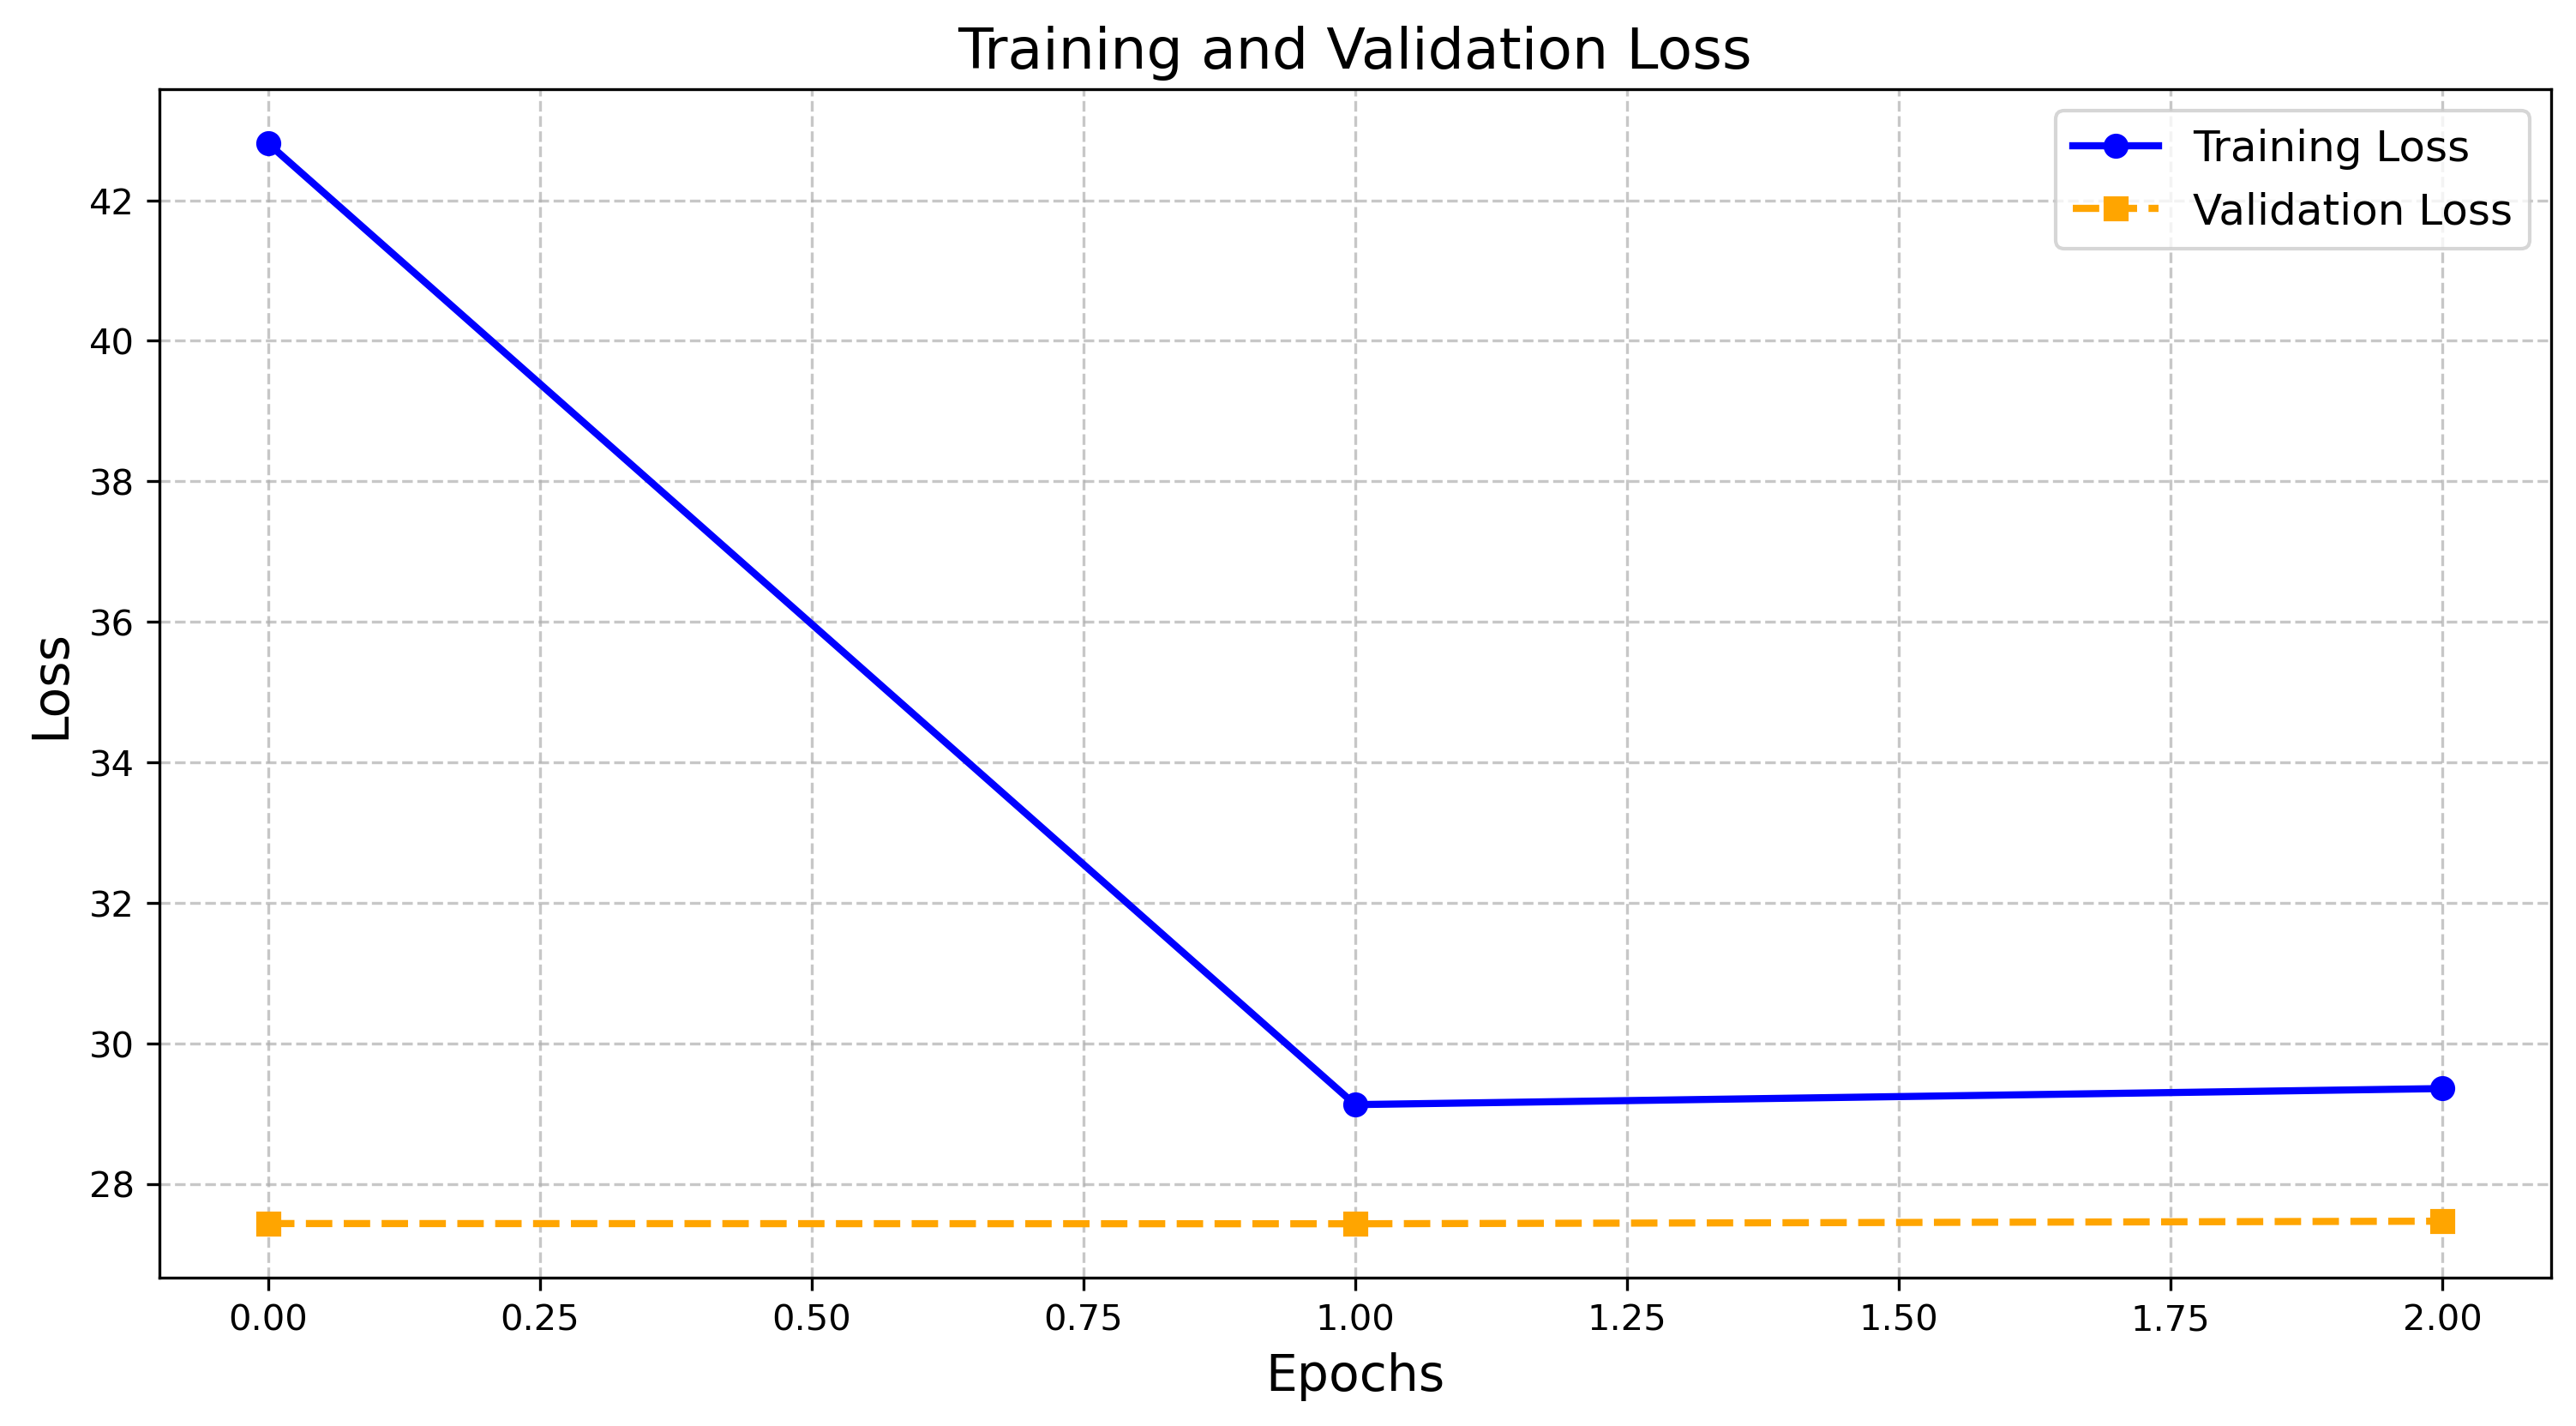 Training and Validation Loss
Training Loss
Validation Loss
Loss
42
40
38
36
34
32
30
28
0.00 0.25 0.50 0.75 1.00 1.25 1.50 1.75 2.00
Epochs